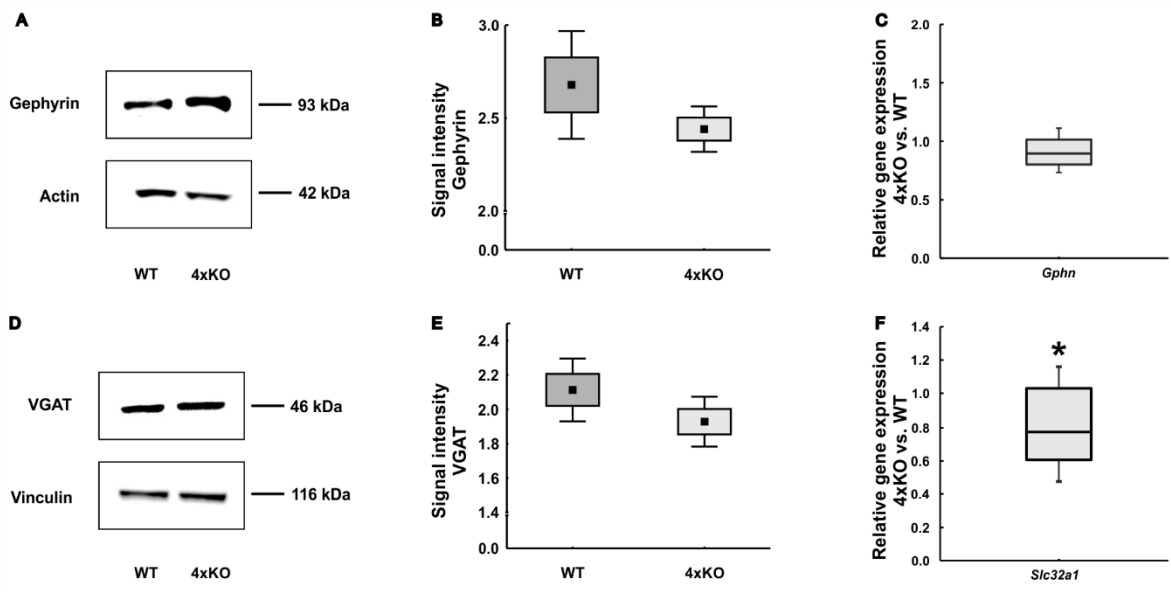 A
Gephyrin
93 kDa
Actin
42 kDa
WT
4xKO
B
Signal intensity
Gephyrin
3.0
2.5
2.0
0.0
WT
4xKO
C
Relative gene expression
4xKO vs. WT
2.0
1.5
1.0
0.5
0.0
Gphn
D
VGAT
46 kDa
Vinculin
116 kDa
WT
4xKO
E
Signal intensity
VGAT
2.4
2.2
2.0
1.8
1.6
1.4
0.0
WT
4xKO
F
Relative gene expression
4xKO vs. WT
1.4
1.2
1.0
0.8
0.6
0.4
0.2
0.0
*
Slc32a1